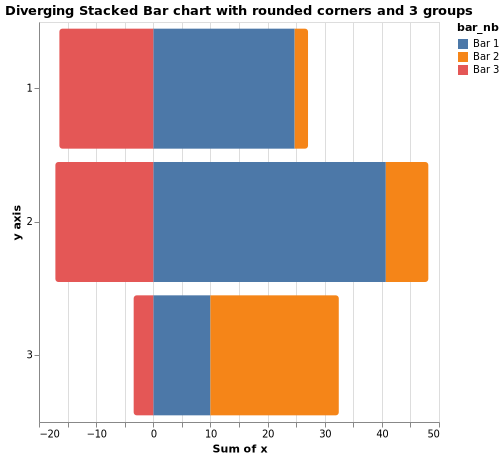 Diverging Stacked Bar chart with rounded corners and 3 groups
bar_nb
Bar 1
Bar 2
Bar 3
y axis
1
2
3
−20 −10 0 10 20 30 40 50
Sum of x